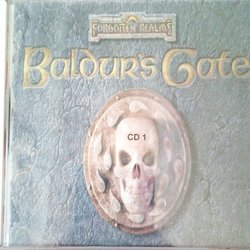 FORGOTTEN REALMS
Baldur's Gate
CD 1